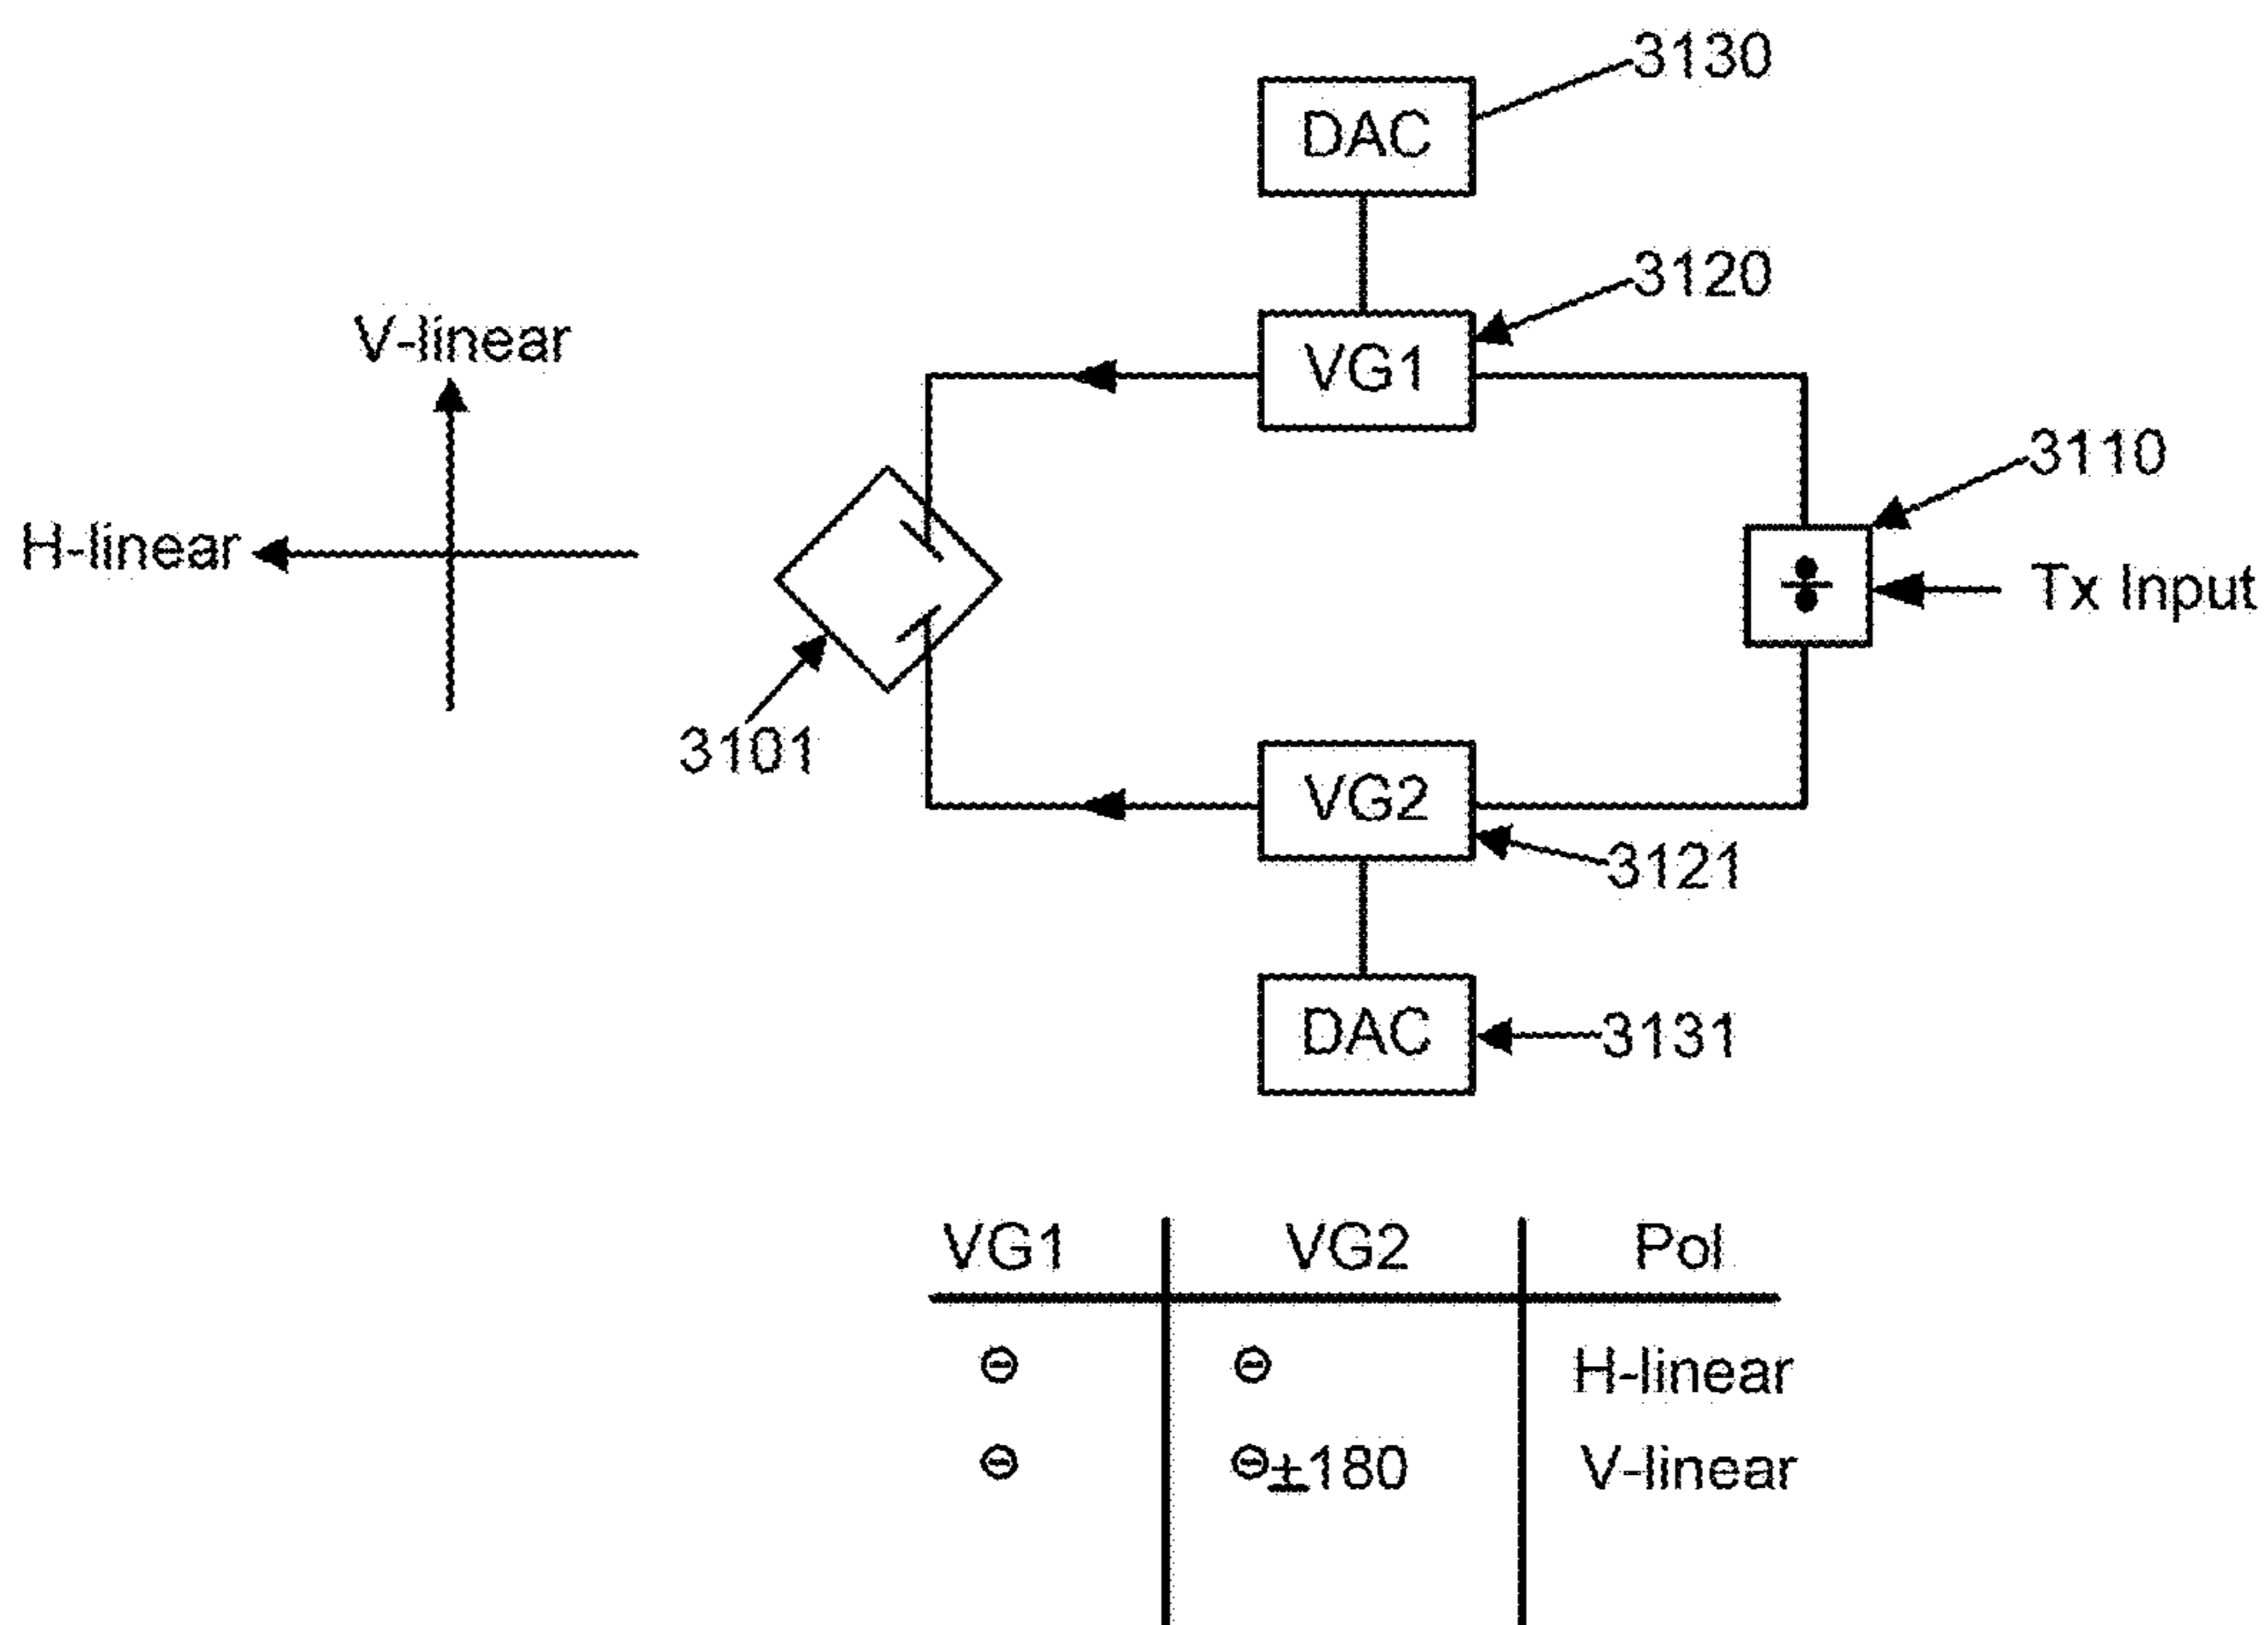 3130
DAC
3120
V-linear
VG1
3110
H-linear
Tx Input
3101
VG2
3121
DAC
3131
VG1 VG2 Pol
Θ Θ H-linear
Θ Θ±180 V-linear